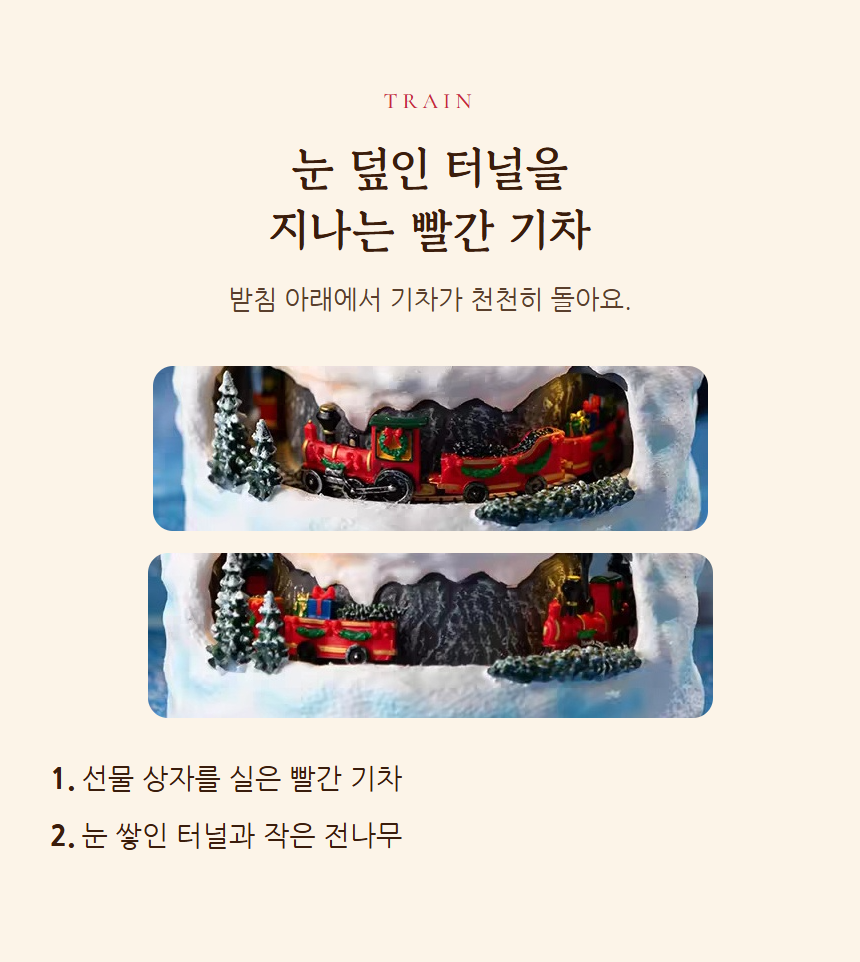 TRAIN
눈 덮인 터널을
지나는 빨간 기차
받침 아래에서 기차가 천천히 돌아요.
1. 선물 상자를 실은 빨간 기차
2. 눈 쌓인 터널과 작은 전나무